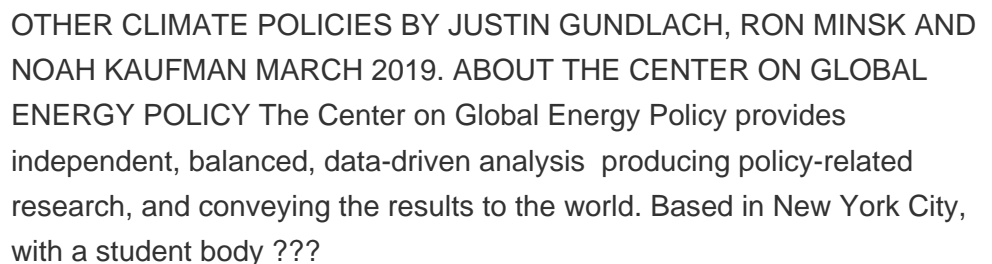 OTHER CLIMATE POLICIES BY JUSTIN GUNDLACH, RON MINSK AND
NOAH KAUFMAN MARCH 2019. ABOUT THE CENTER ON GLOBAL
ENERGY POLICY The Center on Global Energy Policy provides
independent, balanced, data-driven analysis  producing policy-related
research, and conveying the results to the world. Based in New York City,
with a student body ???